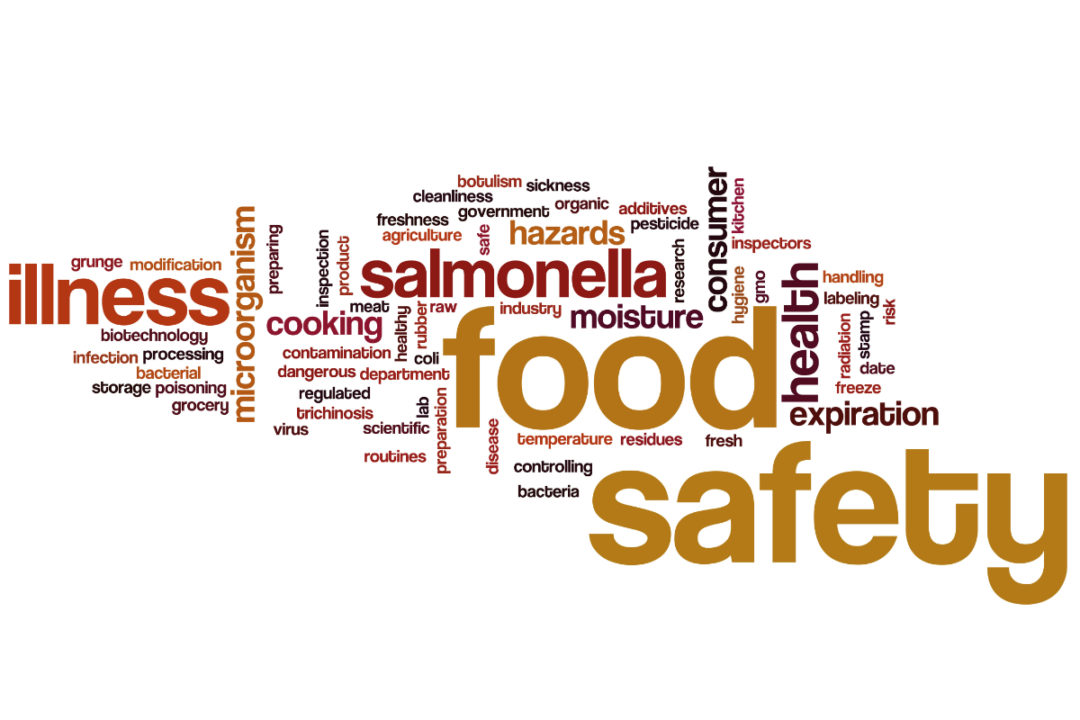 botulism
sickness
cleanliness
organic
government
additives
freshness
pesticide
agriculture
safe
hazards
consumer
kitchen
inspectors
grunge
modification
illness
microorganism
preparing
inspection
product
salmonella
research
hygiene
gmo
health
handling
labeling
risk
meat
raw
industry
moisture
biotechnology
cooking
healthy
rubber
food
radiation
stamp
infection
processing
contamination
coli
date
bacterial
dangerous
department
storage
poisoning
freeze
regulated
grocery
trichinosis
lab
preparation
expiration
virus
scientific
disease
temperature
residues
fresh
routines
controlling
bacteria
safety